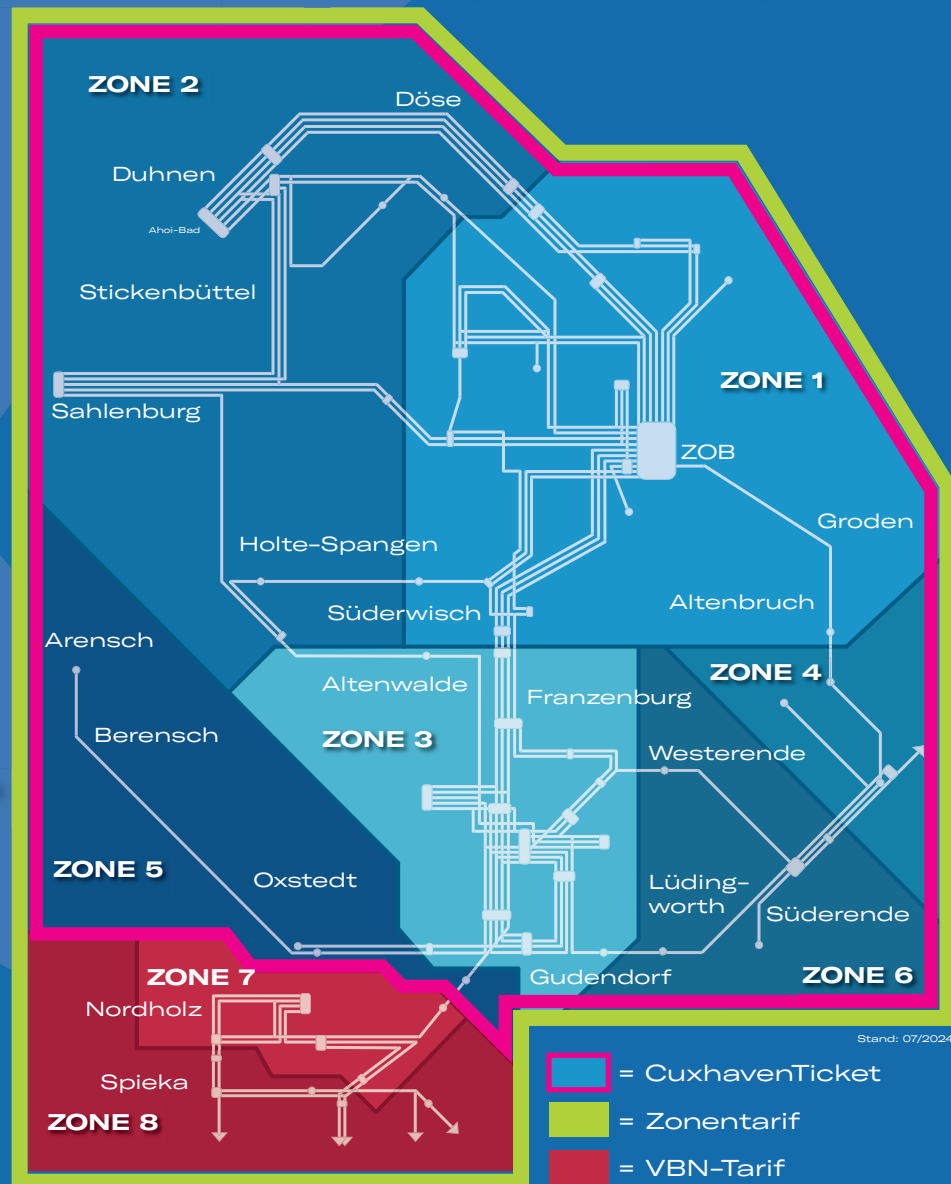 ZONE 2
Döse
Duhnen
Ahoi-Bad
Stickenbüttel
ZONE 1
Sahlenburg
ZOB
Groden
Holte-Spangen
Altenbruch
Süderwisch
Arensch
ZONE 4
Altenwalde
Franzenburg
Berensch
ZONE 3
Westerende
ZONE 5
Oxstedt
Lüding-
worth
Süderende
ZONE 7
Gudendorf
ZONE 6
Nordholz
Stand: 07/2024
Spieka
ZONE 8
= CuxhavenTicket
= Zonentarif
= VBN-Tarif